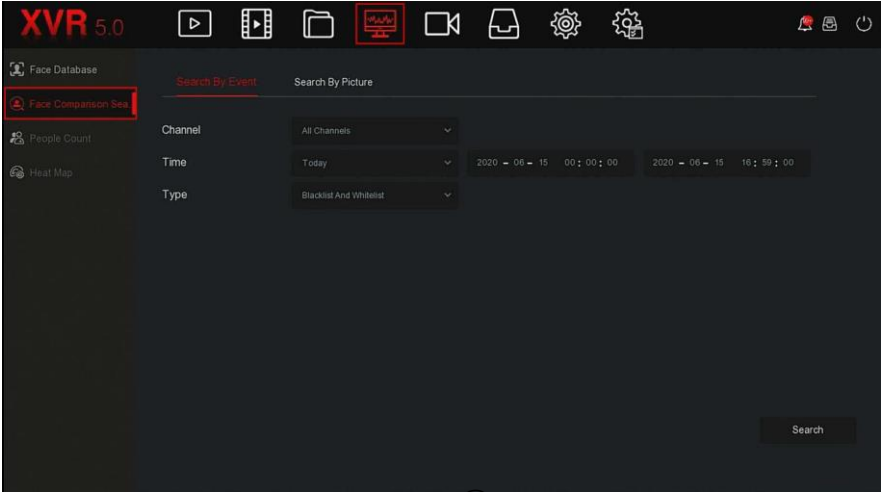 XVR 5.0
Face Database
Search By Event Search By Picture
Face Comparison Sea..
Channel All Channels
People Count
Time Today 2020 - 06 - 15 00 : 00 : 00 2020 - 06 - 15 16 : 59 : 00
Heat Map
Type Blacklist And Whitelist
Search